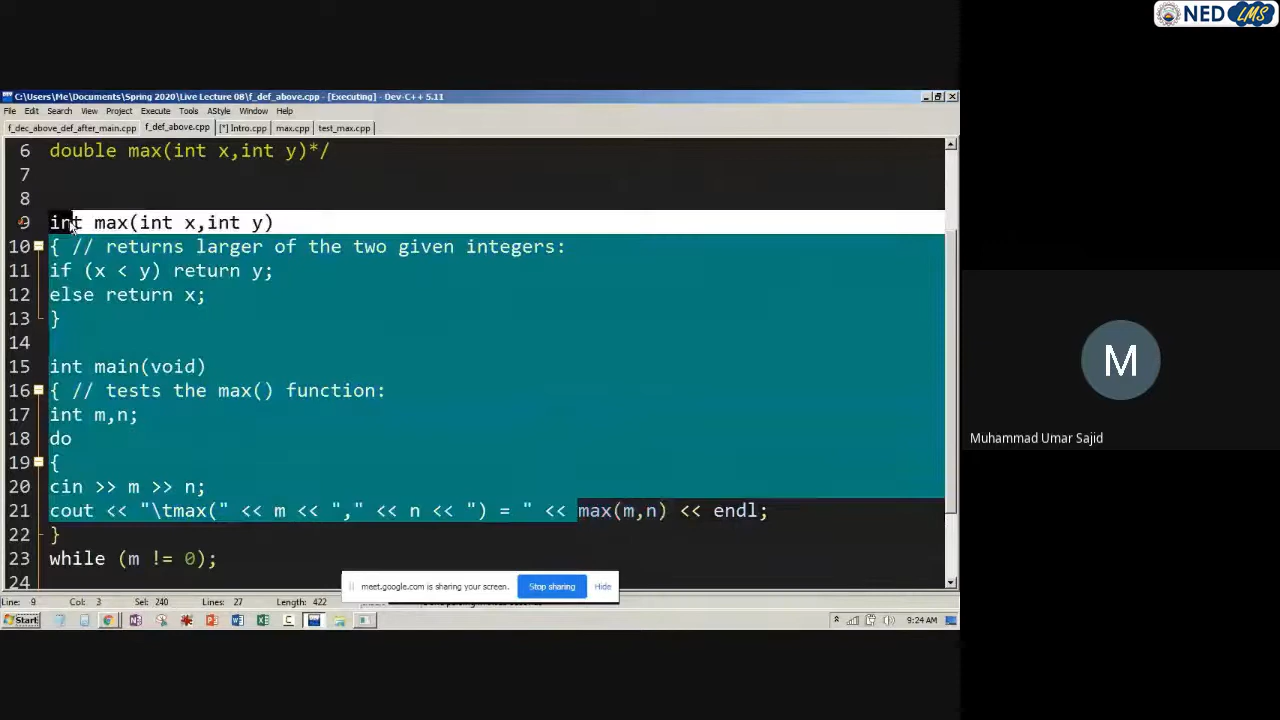 NED LMS
C:\Users\Me\Documents\Spring 2020\Live Lecture 08\f_def_above.cpp - [Executing] - Dev-C++ 5.11
File Edit Search View Project Execute Tools AStyle Window Help
f_dec_above_def_after_main.cpp f_def_above.cpp [*] Intro.cpp max.cpp test_max.cpp
6 double max(int x,int y)*/
7
8
9 int max(int x,int y)
10 { // returns larger of the two given integers:
11 if (x < y) return y;
12 else return x;
13 }
14
15 int main(void)
16 { // tests the max() function:
17 int m,n;
18 do
19 {
20 cin >> m >> n;
21 cout << "\tmax(" << m << "," << n << ") = " << max(m,n) << endl;
22 }
23 while (m != 0);
24
meet.google.com is sharing your screen. Stop sharing Hide
Line: 9 Col: 3 Sel: 240 Lines: 27 Length: 422
Start 9:24 AM
M
Muhammad Umar Sajid